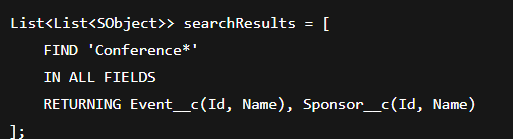 List<List<SObject>> searchResults = [
    FIND 'Conference*'
    IN ALL FIELDS
    RETURNING Event__c(Id, Name), Sponsor__c(Id, Name)
];